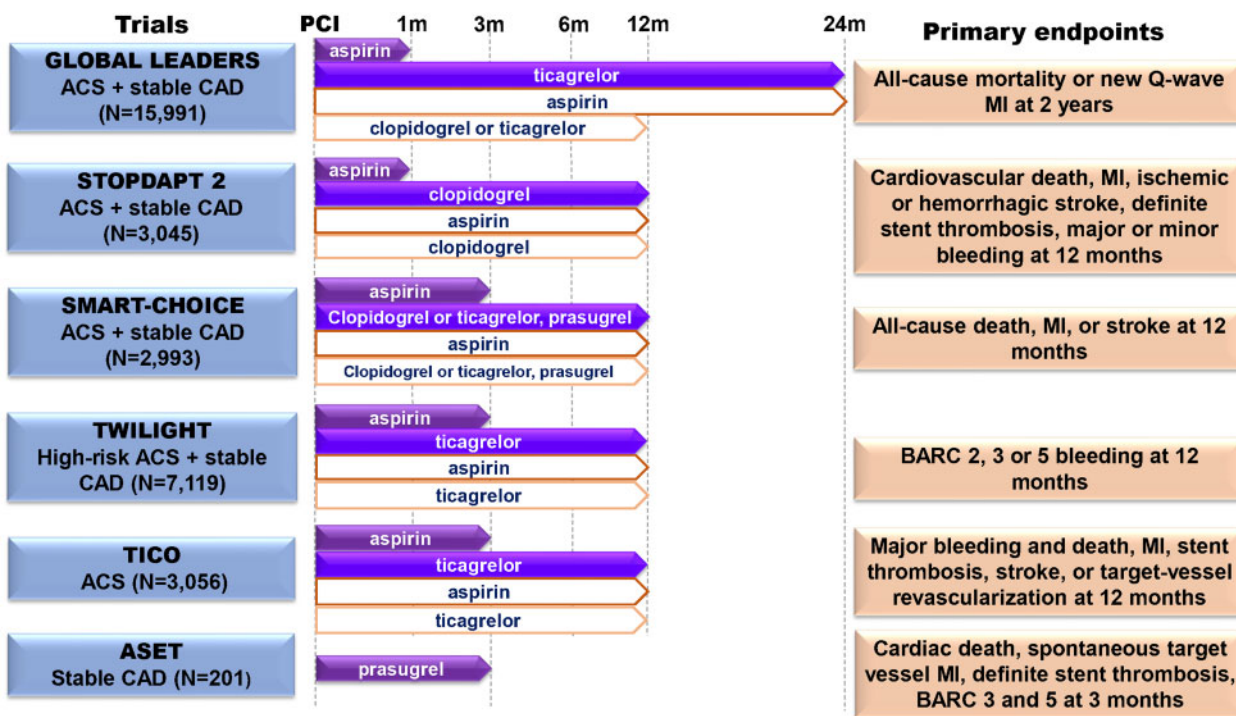 Trials
PCI 1m 3m 6m 12m 24m
Primary endpoints
GLOBAL LEADERS
ACS + stable CAD
(N=15,991)
aspirin
ticagrelor
aspirin
clopidogrel or ticagrelor
All-cause mortality or new Q-wave
MI at 2 years
STOPDAPT 2
ACS + stable CAD
(N=3,045)
aspirin
clopidogrel
aspirin
clopidogrel
Cardiovascular death, MI, ischemic
or hemorrhagic stroke, definite
stent thrombosis, major or minor
bleeding at 12 months
SMART-CHOICE
ACS + stable CAD
(N=2,993)
aspirin
Clopidogrel or ticagrelor, prasugrel
aspirin
Clopidogrel or ticagrelor, prasugrel
All-cause death, MI, or stroke at 12
months
TWILIGHT
High-risk ACS + stable
CAD (N=7,119)
aspirin
ticagrelor
aspirin
ticagrelor
BARC 2, 3 or 5 bleeding at 12
months
TICO
ACS (N=3,056)
aspirin
ticagrelor
aspirin
ticagrelor
Major bleeding and death, MI, stent
thrombosis, stroke, or target-vessel
revascularization at 12 months
ASET
Stable CAD (N=201)
prasugrel
Cardiac death, spontaneous target
vessel MI, definite stent thrombosis,
BARC 3 and 5 at 3 months